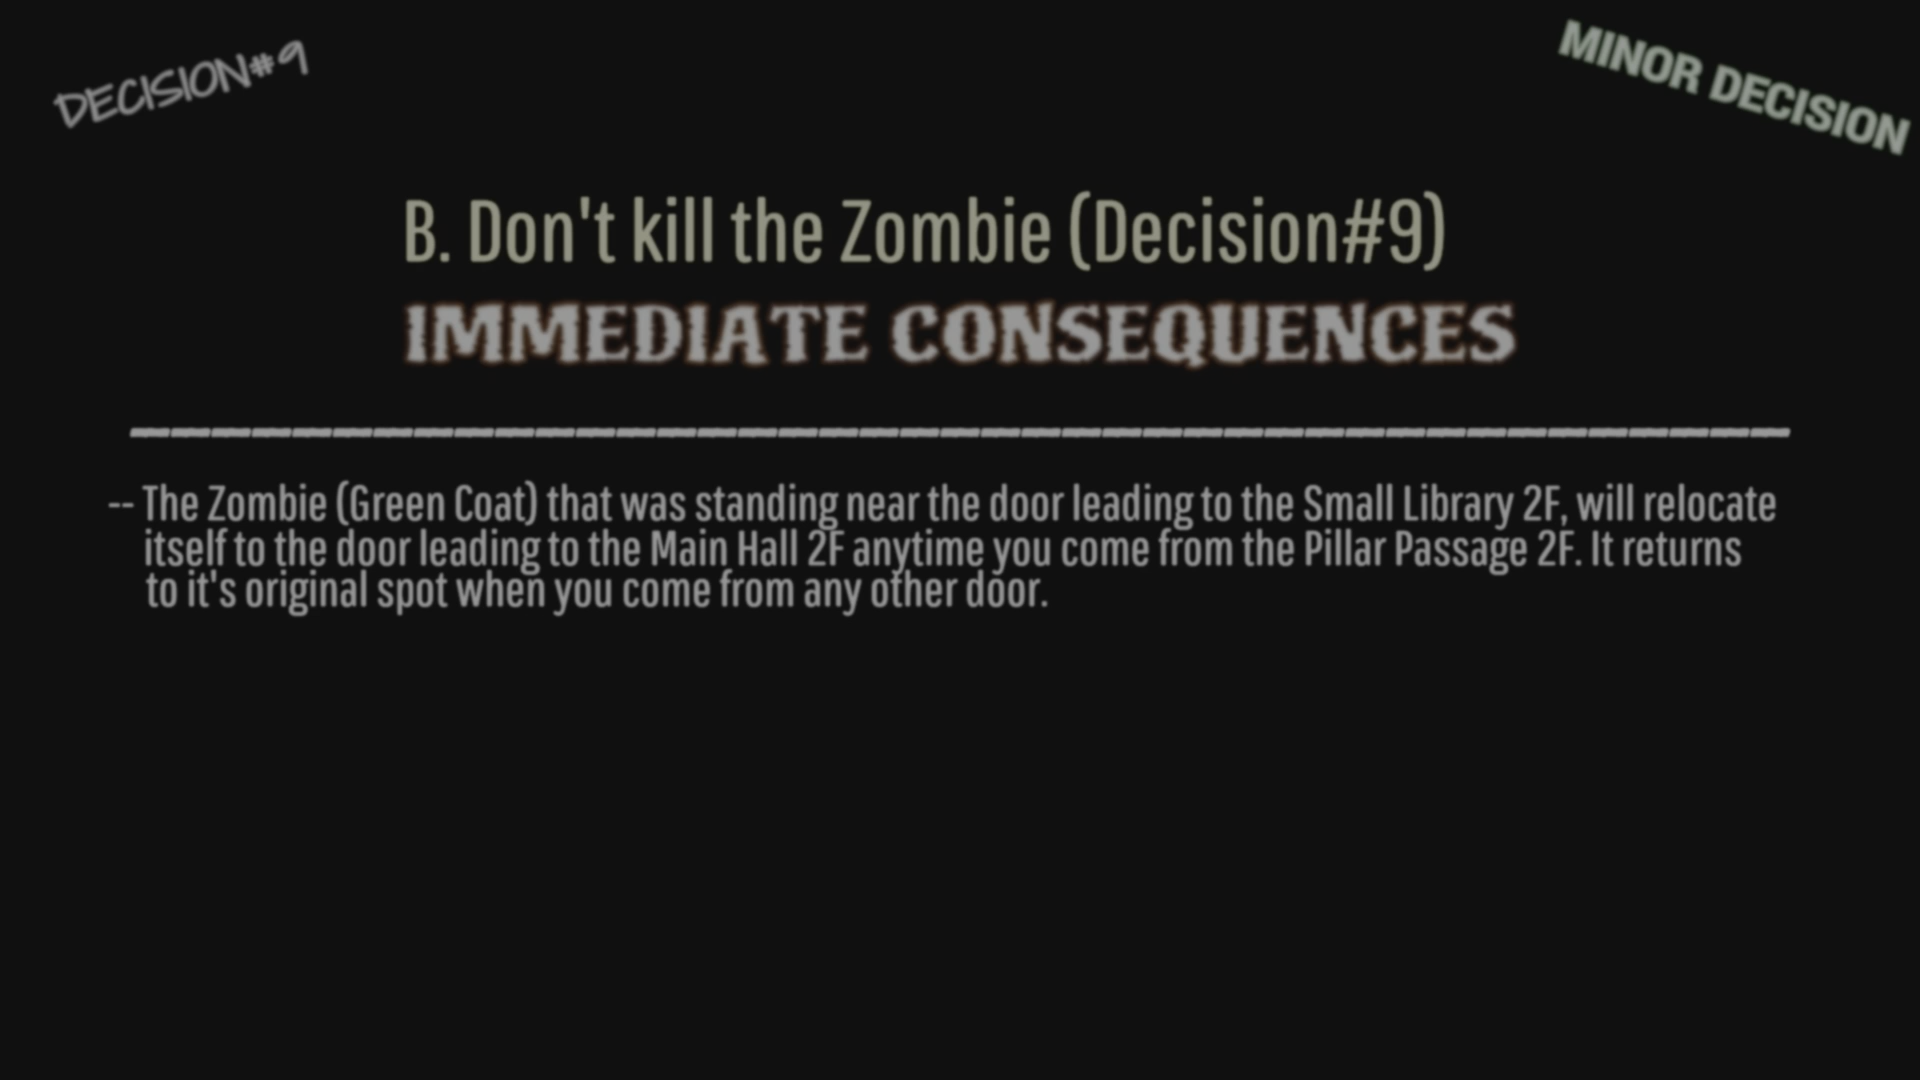 DECISION#9
MINOR DECISION
B. Don't kill the Zombie (Decision#9)
IMMEDIATE CONSEQUENCES
-- The Zombie (Green Coat) that was standing near the door leading to the Small Library 2F, will relocate
itself to the door leading to the Main Hall 2F anytime you come from the Pillar Passage 2F. It returns
to it's original spot when you come from any other door.